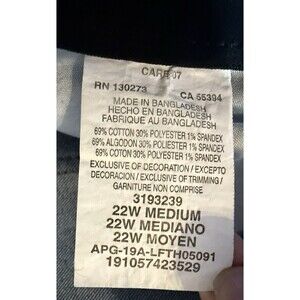 CARE 07
RN 130273 CA 55394
MADE IN BANGLADESH
HECHO EN BANGLADESH
FABRIQUE AU BANGLADESH
69% COTTON 30% POLYESTER 1% SPANDEX
69% ALGODON 30% POLYESTER 1% SPANDEX
69% COTON 30% POLYESTER 1% SPANDEX
EXCLUSIVE OF DECORATION / EXCEPTO
DECORACION / EXCLUSIVE OF TRIMMING /
GARNITURE NON COMPRISE
3193239
22W MEDIUM
22W MEDIANO
22W MOYEN
APG-19A-LFTH05091
191057423529